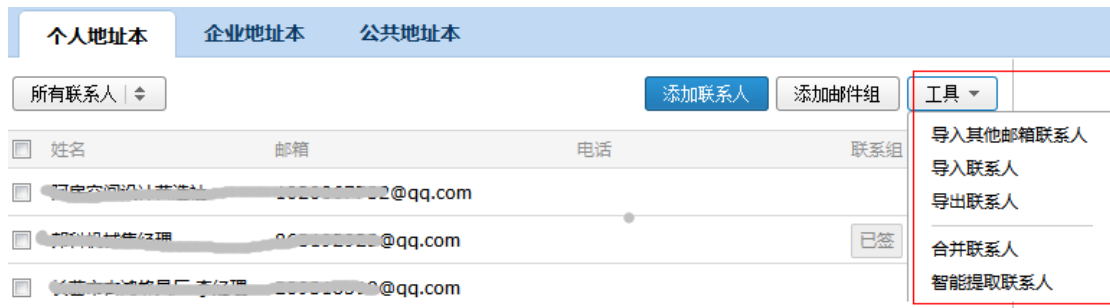 个人地址本 企业地址本 公共地址本
所有联系人 添加联系人 添加邮件组 工具
姓名 邮箱 电话 联系组
@qq.com
@qq.com 已签
@qq.com
导入其他邮箱联系人
导入联系人
导出联系人
合并联系人
智能提取联系人